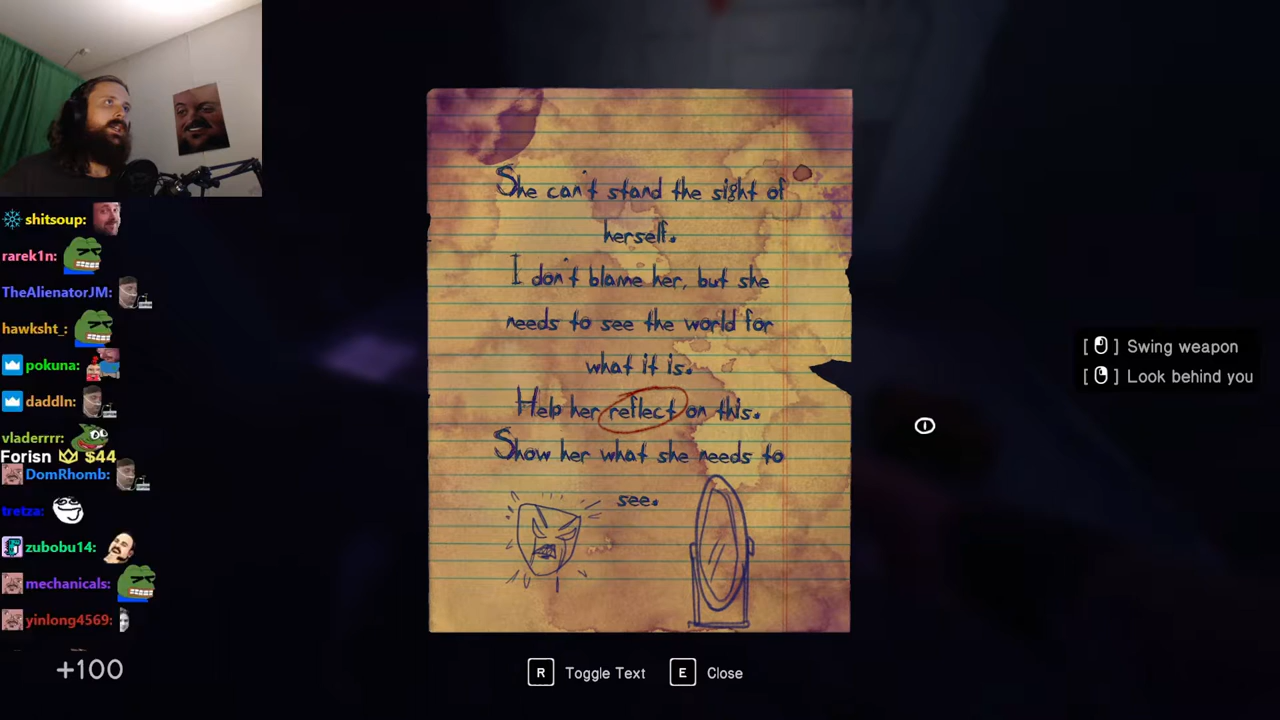 shitsoup:
rarek1n:
TheAlienatorJM:
hawksht_:
pokuna:
daddln:
vladerrrr:
Forisn $44
DomRhomb:
tretza:
zubobu14:
mechanicals:
yinlong4569:
+100
She can't stand the sight of
herself.
I don't blame her, but she
needs to see the world for
what it is.
Help her reflect on this.
Show her what she needs to
see.
[ ] Swing weapon
[ ] Look behind you
R Toggle Text E Close